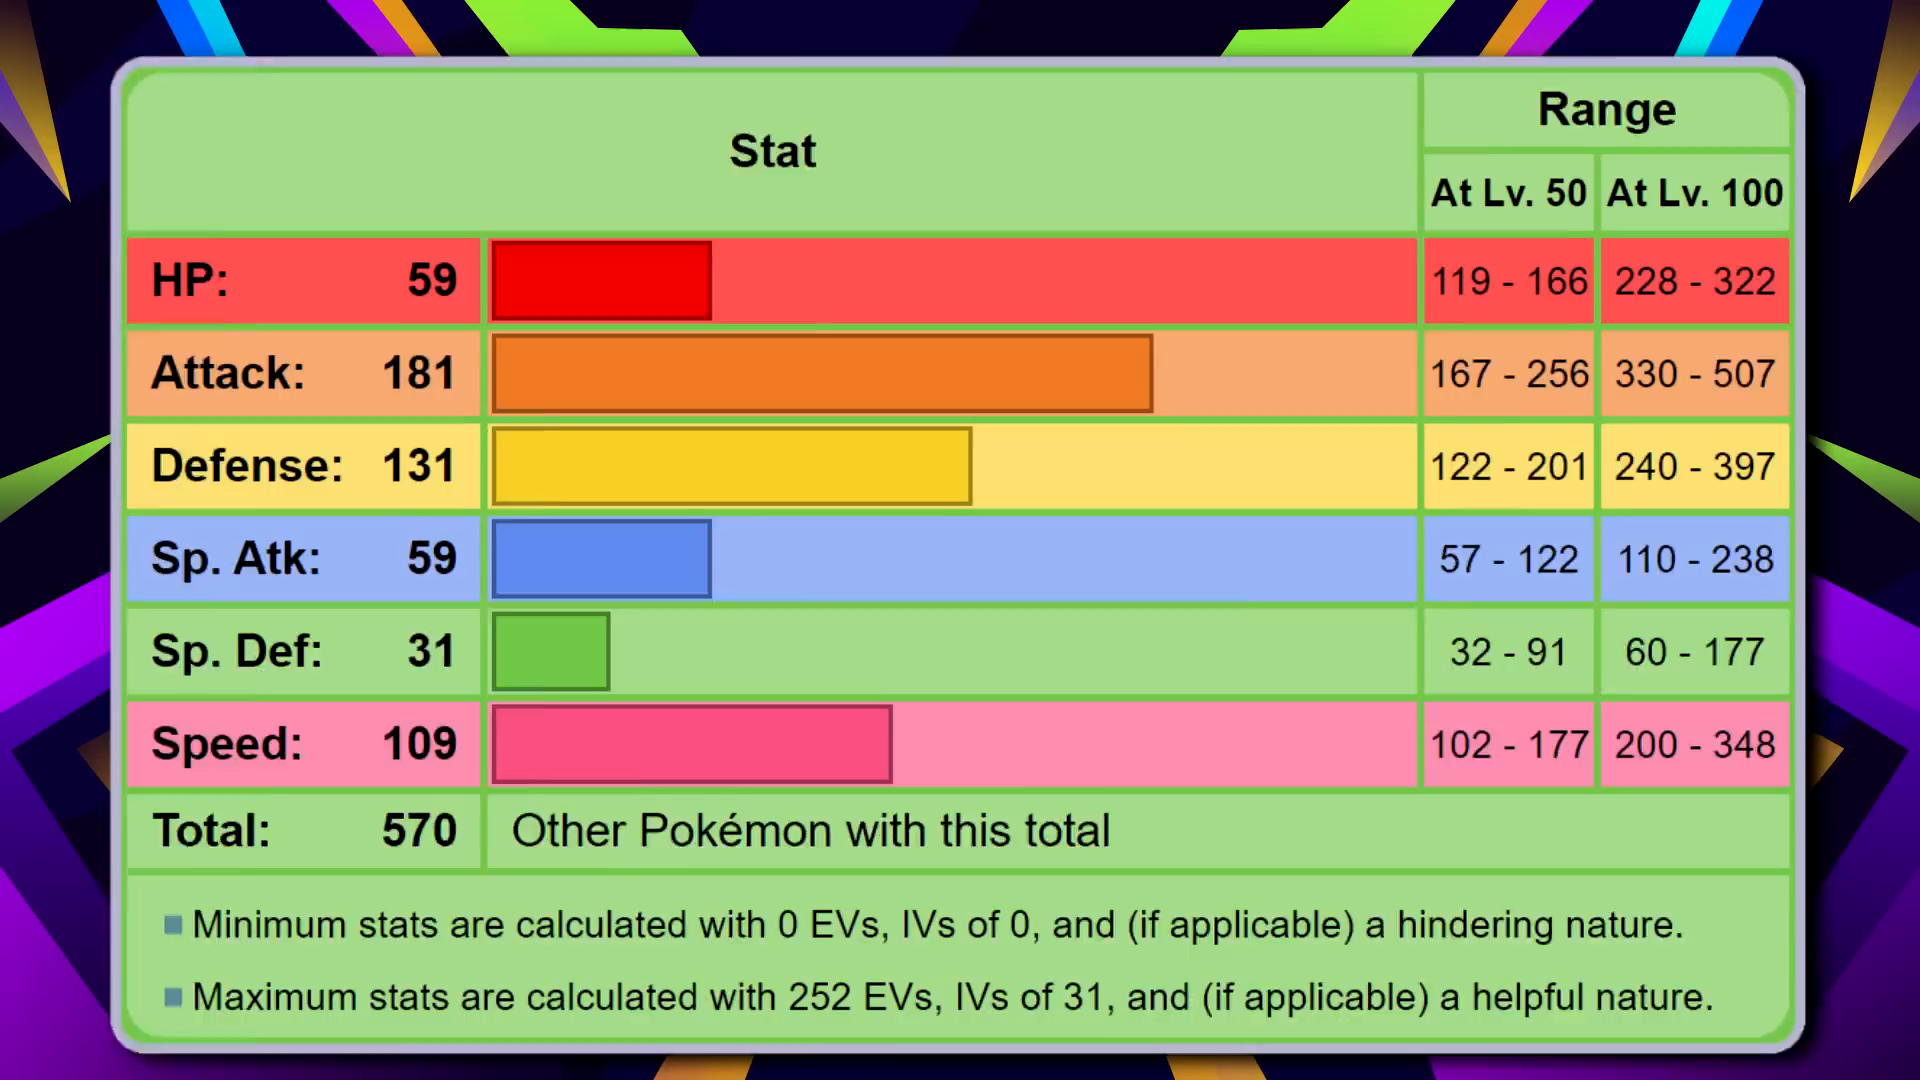 Stat Range
At Lv. 50 At Lv. 100
HP: 59 119 - 166 228 - 322
Attack: 181 167 - 256 330 - 507
Defense: 131 122 - 201 240 - 397
Sp. Atk: 59 57 - 122 110 - 238
Sp. Def: 31 32 - 91 60 - 177
Speed: 109 102 - 177 200 - 348
Total: 570 Other Pokémon with this total
Minimum stats are calculated with 0 EVs, IVs of 0, and (if applicable) a hindering nature.
Maximum stats are calculated with 252 EVs, IVs of 31, and (if applicable) a helpful nature.